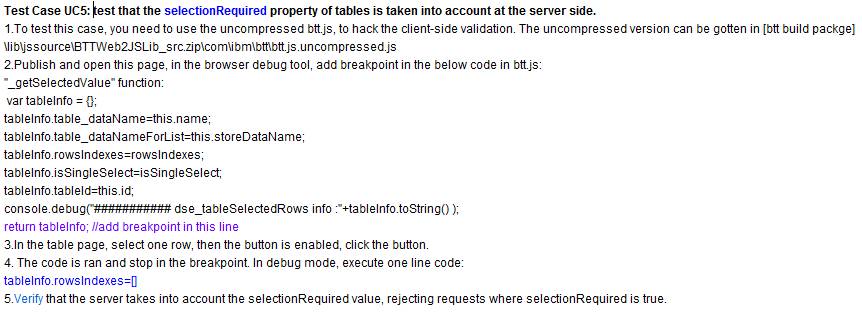 Test Case UC5: test that the selectionRequired property of tables is taken into account at the server side.
1.To test this case, you need to use the uncompressed btt.js, to hack the client-side validation. The uncompressed version can be gotten in [btt build packge]
\lib\jssource\BTTWeb2JSLib_src.zip\com\ibm\btt\btt.js.uncompressed.js
2.Publish and open this page, in the browser debug tool, add breakpoint in the below code in btt.js:
"_getSelectedValue" function:
var tableInfo = {};
tableInfo.table_dataName=this.name;
tableInfo.table_dataNameForList=this.storeDataName;
tableInfo.rowsIndexes=rowsIndexes;
tableInfo.isSingleSelect=isSingleSelect;
tableInfo.tableId=this.id;
console.debug("########### dse_tableSelectedRows info :"+tableInfo.toString() );
return tableInfo; //add breakpoint in this line
3.In the table page, select one row, then the button is enabled, click the button.
4. The code is ran and stop in the breakpoint. In debug mode, execute one line code:
tableInfo.rowsIndexes=[]
5.Verify that the server takes into account the selectionRequired value, rejecting requests where selectionRequired is true.